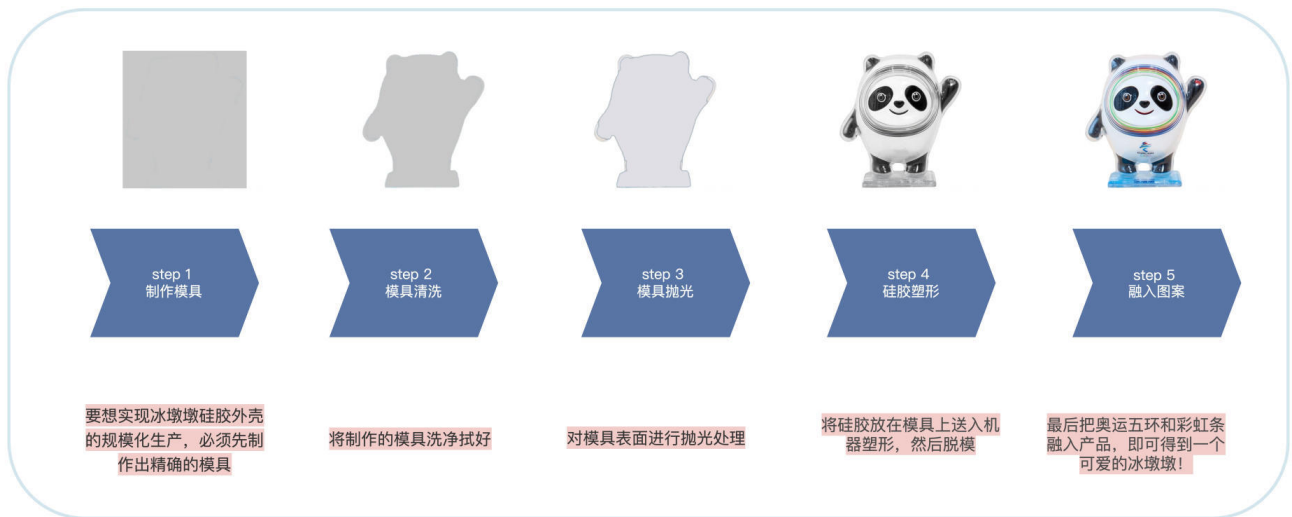 step 1
制作模具
step 2
模具清洗
step 3
模具抛光
step 4
硅胶塑形
step 5
融入图案
要想实现冰墩墩硅胶外壳
的规模化生产，必须先制
作出精确的模具
将制作的模具洗净拭好
对模具表面进行抛光处理
将硅胶放在模具上送入机
器塑形，然后脱模
最后把奥运五环和彩虹条
融入产品，即可得到一个
可爱的冰墩墩！